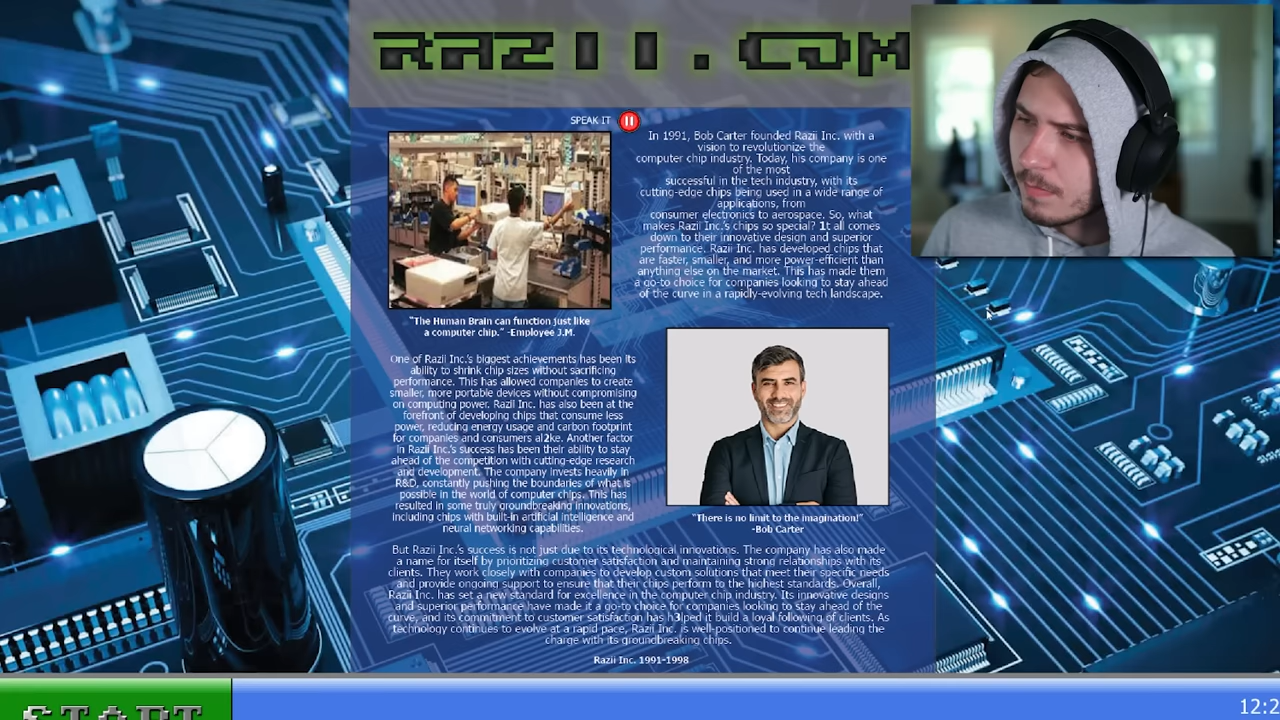 RAZII.COM
SPEAK IT
In 1991, Bob Carter founded Razii Inc. with a
vision to revolutionize the
computer chip industry. Today, his company is one
of the most
successful in the tech industry, with its
cutting-edge chips being used in a wide range of
applications, from
consumer electronics to aerospace. So, what
makes Razii Inc.'s chips so special? 1t all comes
down to their innovative design and superior
performance. Razii Inc. has developed chips that
are faster, smaller, and more power-efficient than
anything else on the market. This has made them
a go-to choice for companies looking to stay ahead
of the curve in a rapidly-evolving tech landscape.
"The Human Brain can function just like
a computer chip." -Employee J.M.
One of Razii Inc.'s biggest achievements has been its
ability to shrink chip sizes without sacrificing
performance. This has allowed companies to create
smaller, more portable devices without compromising
on computing power. Razii Inc. has also been at the
forefront of developing chips that consume less
power, reducing energy usage and carbon footprint
for companies and consumers al2ke. Another factor
in Razii Inc.'s success has been their ability to stay
ahead of the competition with cutting-edge research
and development. The company invests heavily in
R&D, constantly pushing the boundaries of what is
possible in the world of computer chips. This has
resulted in some truly groundbreaking innovations,
including chips with built-in artificial intelligence and
neural networking capabilities.
"There is no limit to the imagination!"
-Bob Carter
But Razii Inc.'s success is not just due to its technological innovations. The company has also made
a name for itself by prioritizing customer satisfaction and maintaining strong relationships with its
clients. They work closely with companies to develop custom solutions that meet their specific needs
and provide ongoing support to ensure that their chips perform to the highest standards. Overall,
Razii Inc. has set a new standard for excellence in the computer chip industry. Its innovative designs
and superior performance have made it a go-to choice for companies looking to stay ahead of the
curve, and its commitment to customer satisfaction has h3lped it build a loyal following of clients. As
technology continues to evolve at a rapid pace, Razii Inc. is well-positioned to continue leading the
charge with its groundbreaking chips.
Razii Inc. 1991-1998
START
12:2